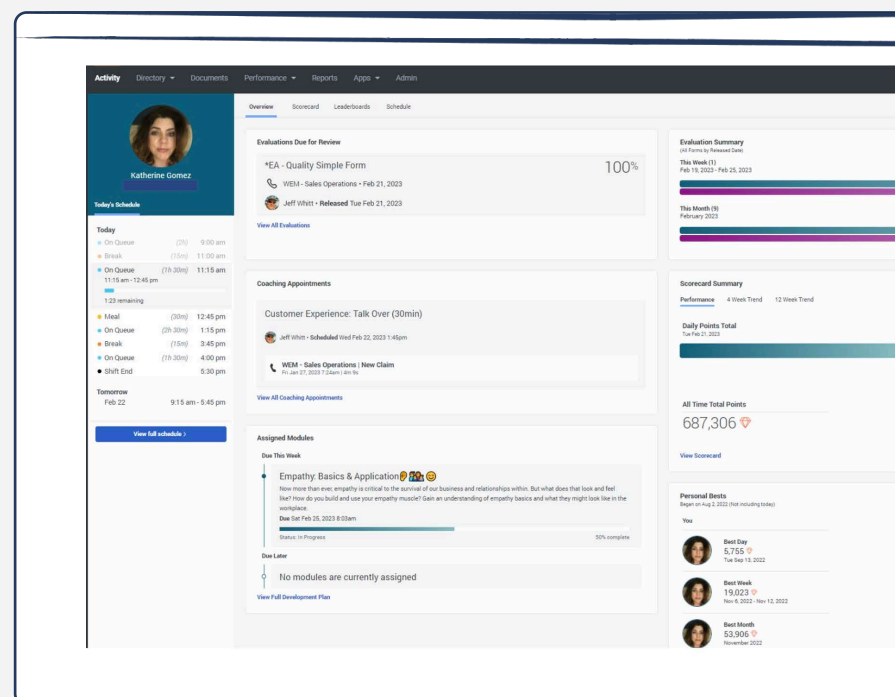 Activity Directory Documents Performance Reports Apps Admin
Katherine Gomez
Today's Schedule
Today
On Queue (2h) 9:00 am
Break (15m) 11:00 am
On Queue (1h 30m) 11:15 am
11:15 am - 12:45 pm
1:23 remaining
Meal (30m) 12:45 pm
On Queue (2h 30m) 1:15 pm
Break (15m) 3:45 pm
On Queue (1h 30m) 4:00 pm
Shift End 5:30 pm
Tomorrow
Feb 22 9:15 am - 5:45 pm
View full schedule >
Overview Scorecard Leaderboards Schedule
Evaluations Due for Review
*EA - Quality Simple Form 100%
WEM - Sales Operations • Feb 21, 2023
Jeff Whitt • Released Tue Feb 21, 2023
View All Evaluations
Coaching Appointments
Customer Experience: Talk Over (30min)
Jeff Whitt • Scheduled Wed Feb 22, 2023 1:45pm
WEM - Sales Operations | New Claim
Fri Jan 27, 2023 7:24am | 4m 9s
View All Coaching Appointments
Assigned Modules
Due This Week
Empathy: Basics & Application
Now more than ever, empathy is critical to the survival of our business and relationships within. But what does that look and feel
like? How do you build and use your empathy muscle? Gain an understanding of empathy basics and what they might look like in the
workplace.
Due Sat Feb 25, 2023 8:03am
Status: In Progress 50% complete
Due Later
No modules are currently assigned
View Full Development Plan
Evaluation Summary
(All Forms by Released Date)
This Week (1)
Feb 19, 2023 - Feb 25, 2023
This Month (9)
February 2023
Scorecard Summary
Performance 4 Week Trend 12 Week Trend
Daily Points Total
Tue Feb 21, 2023
All Time Total Points
687,306
View Scorecard
Personal Bests
Began on Aug 2, 2022 (Not including today)
You
Best Day
5,755
Tue Sep 13, 2022
Best Week
19,023
Nov 6, 2022 - Nov 12, 2022
Best Month
53,906
November 2022